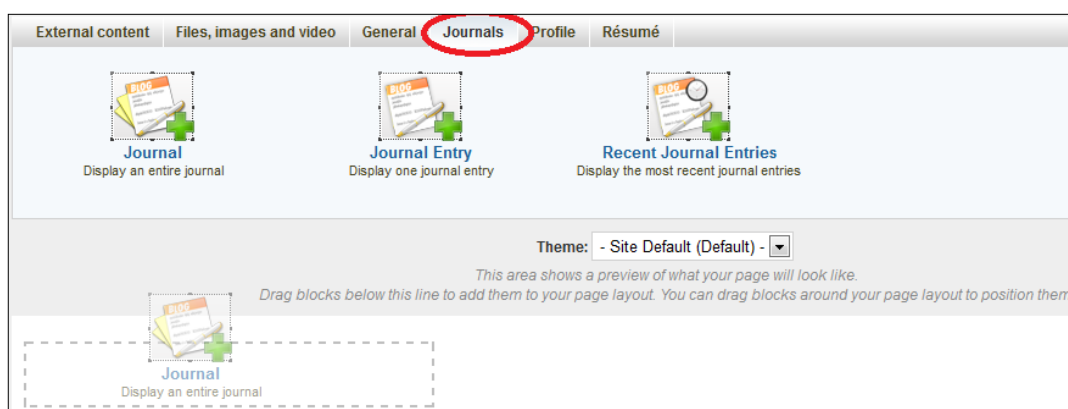 External content Files, images and video General Journals Profile Résumé
BLOG BLOG BLOG
Journal Journal Entry Recent Journal Entries
Display an entire journal Display one journal entry Display the most recent journal entries
Theme: - Site Default (Default) -
This area shows a preview of what your page will look like.
Drag blocks below this line to add them to your page layout. You can drag blocks around your page layout to position them
Journal
Display an entire journal